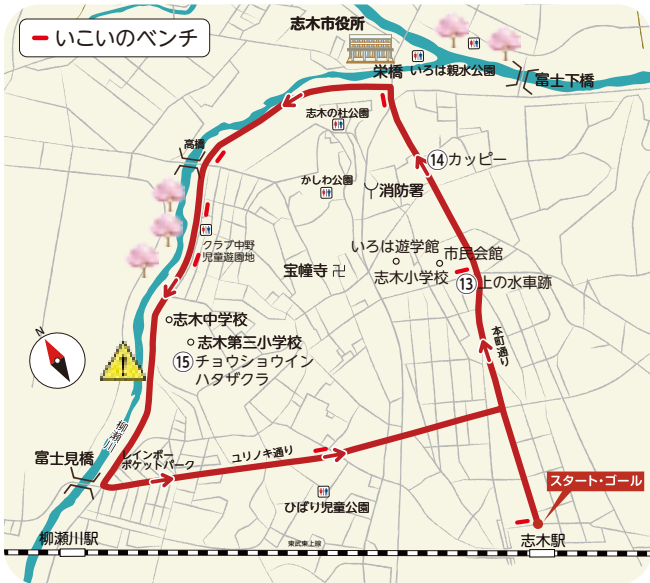 いこいのベンチ
志木市役所
栄橋
いろは親水公園
富士下橋
志木の杜公園
高橋
⑭カッピー
かしわ公園
消防署
いろは遊学館
市民会館
クラブ中野
児童遊園地
宝幢寺 卍
志木小学校
⑬上の水車跡
志木中学校
本町通り
志木第三小学校
N
⑮チョウショウイン
ハタザクラ
!
柳瀬川
富士見橋
レインボー
ポケットパーク
ユリノキ通り
スタート・ゴール
ひばり児童公園
柳瀬川駅
東武東上線
志木駅